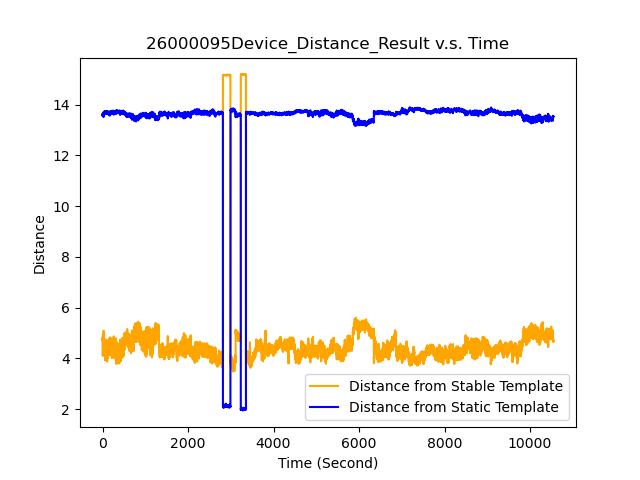 26000095Device_Distance_Result v.s. Time
Distance
14
12
10
8
6
4
2
0
2000
4000
6000
8000
10000
Time (Second)
Distance from Stable Template
Distance from Static Template